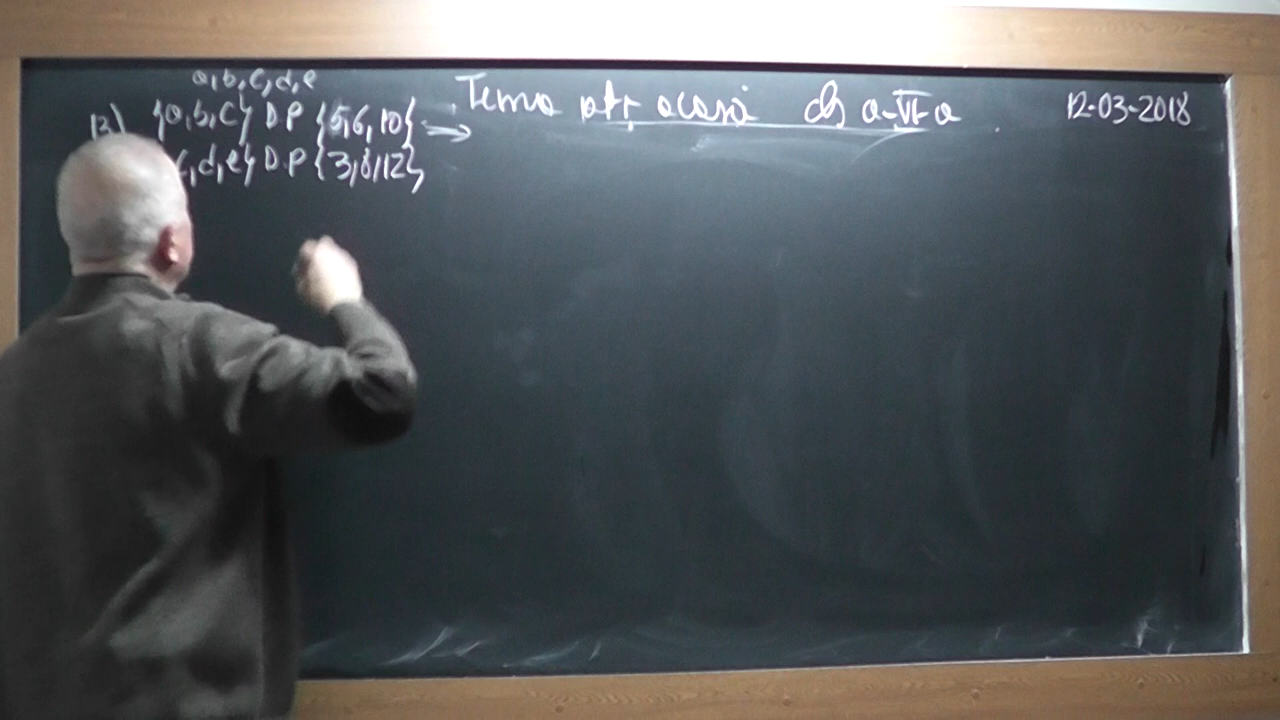 a,b,c,d,e
13) {a,b,c} D P {5,6,10} →
c,d,e} D.P {3,8,12}
Tema ptr acasă cls a-VI-a
12-03-2018